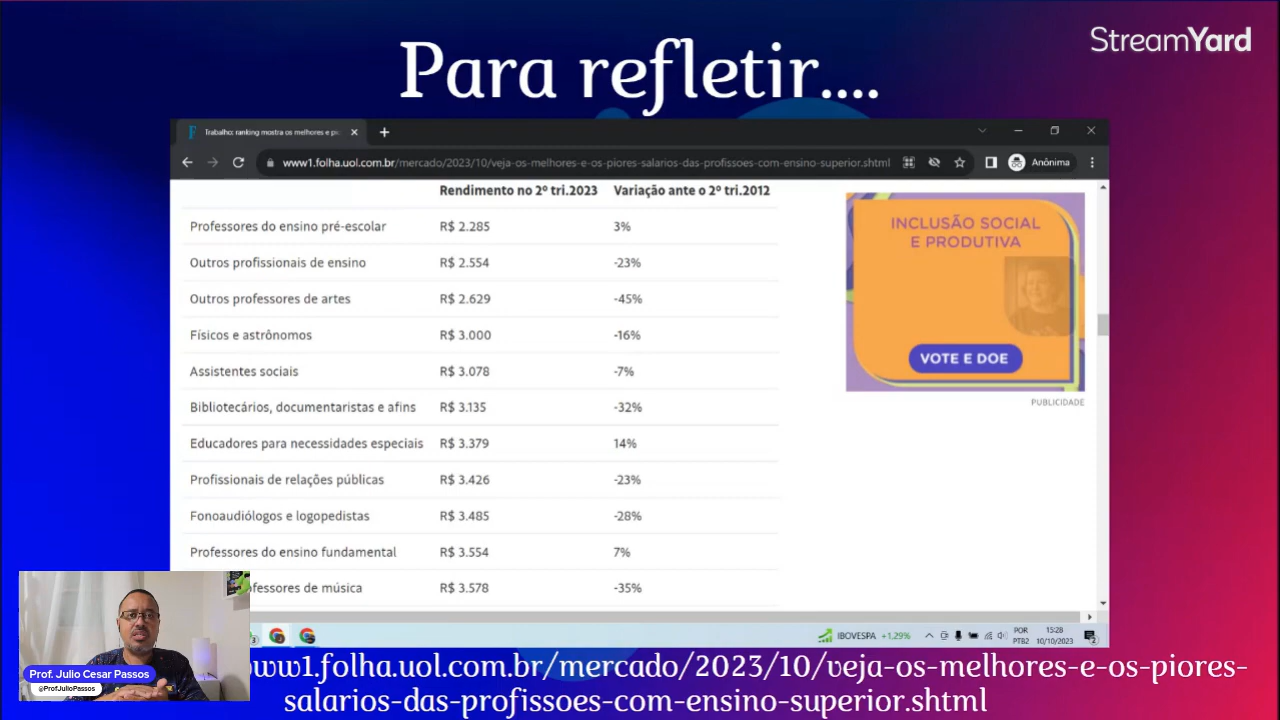 Para refletir....
StreamYard
Trabalho: ranking mostra os melhores e pi
www1.folha.uol.com.br/mercado/2023/10/veja-os-melhores-e-os-piores-salarios-das-profissoes-com-ensino-superior.shtml
Anônima
Rendimento no 2º tri.2023 Variação ante o 2º tri.2012
Professores do ensino pré-escolar R$ 2.285 3%
Outros profissionais de ensino R$ 2.554 -23%
Outros professores de artes R$ 2.629 -45%
Físicos e astrônomos R$ 3.000 -16%
Assistentes sociais R$ 3.078 -7%
Bibliotecários, documentaristas e afins R$ 3.135 -32%
Educadores para necessidades especiais R$ 3.379 14%
Profissionais de relações públicas R$ 3.426 -23%
Fonoaudiólogos e logopedistas R$ 3.485 -28%
Professores do ensino fundamental R$ 3.554 7%
fessores de música R$ 3.578 -35%
INCLUSÃO SOCIAL
E PRODUTIVA
VOTE E DOE
PUBLICIDADE
IBOVESPA +1,29%
POR
PTB2
15:28
10/10/2023
Prof. Julio Cesar Passos
@ProfJulioPassos
ww1.folha.uol.com.br/mercado/2023/10/veja-os-melhores-e-os-piores-
salarios-das-profissoes-com-ensino-superior.shtml